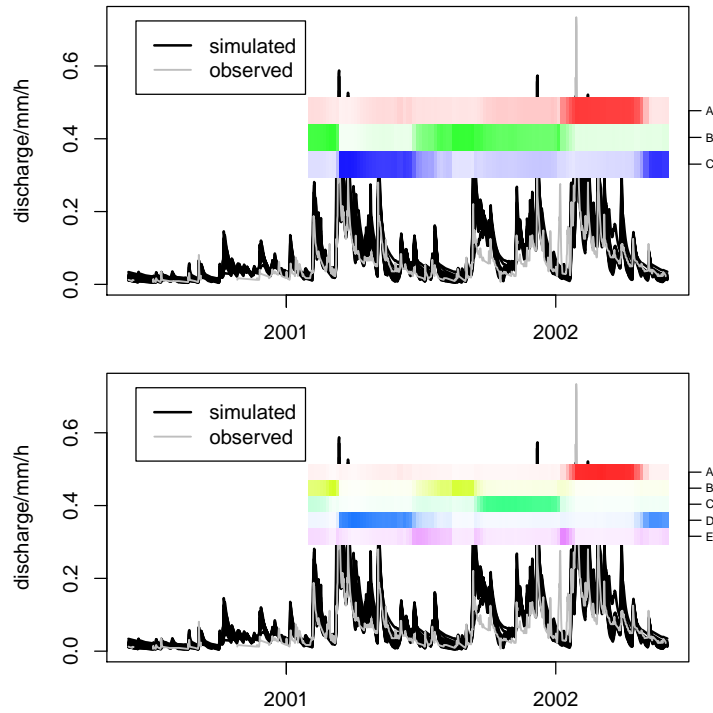 simulated
observed
discharge/mm/h
0.0
0.2
0.4
0.6
A
B
C
2001
2002
simulated
observed
discharge/mm/h
0.0
0.2
0.4
0.6
A
B
C
D
E
2001
2002